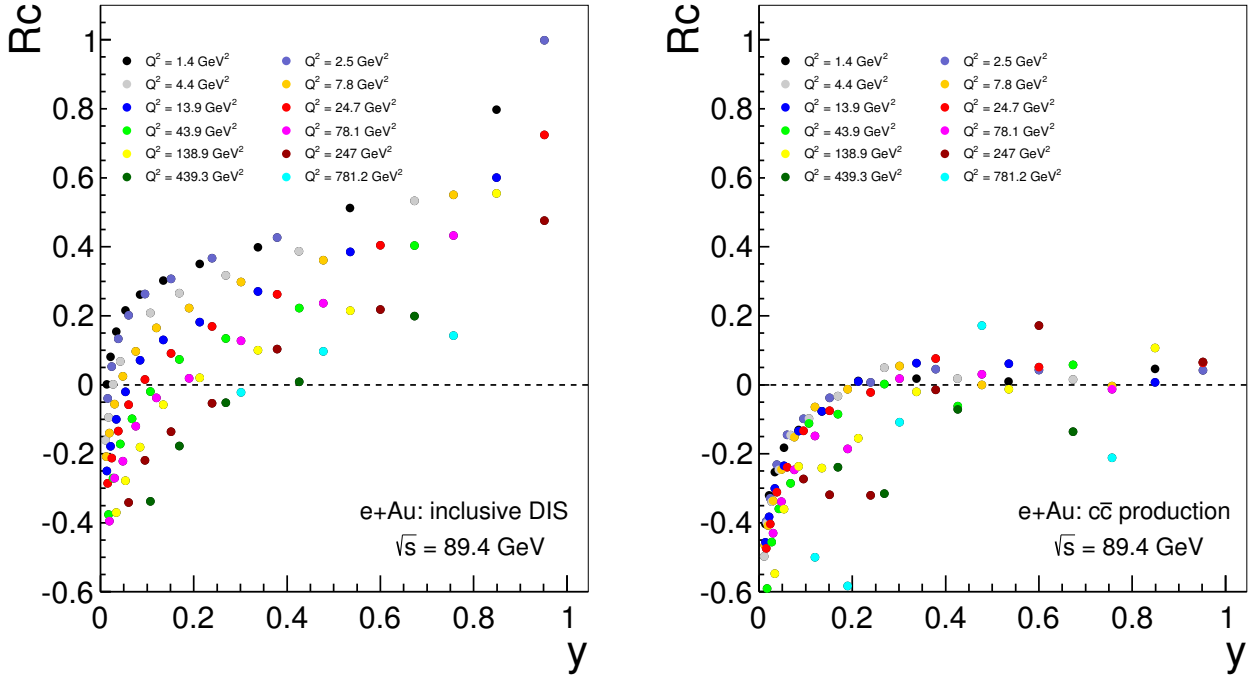 Rc
1
0.8
0.6
0.4
0.2
0
-0.2
-0.4
-0.6
Q² = 1.4 GeV² Q² = 2.5 GeV²
Q² = 4.4 GeV² Q² = 7.8 GeV²
Q² = 13.9 GeV² Q² = 24.7 GeV²
Q² = 43.9 GeV² Q² = 78.1 GeV²
Q² = 138.9 GeV² Q² = 247 GeV²
Q² = 439.3 GeV² Q² = 781.2 GeV²
e+Au: inclusive DIS
√s = 89.4 GeV
0 0.2 0.4 0.6 0.8 1
y
Rc
1
0.8
0.6
0.4
0.2
0
-0.2
-0.4
-0.6
Q² = 1.4 GeV² Q² = 2.5 GeV²
Q² = 4.4 GeV² Q² = 7.8 GeV²
Q² = 13.9 GeV² Q² = 24.7 GeV²
Q² = 43.9 GeV² Q² = 78.1 GeV²
Q² = 138.9 GeV² Q² = 247 GeV²
Q² = 439.3 GeV² Q² = 781.2 GeV²
e+Au: cc̅ production
√s = 89.4 GeV
0 0.2 0.4 0.6 0.8 1
y